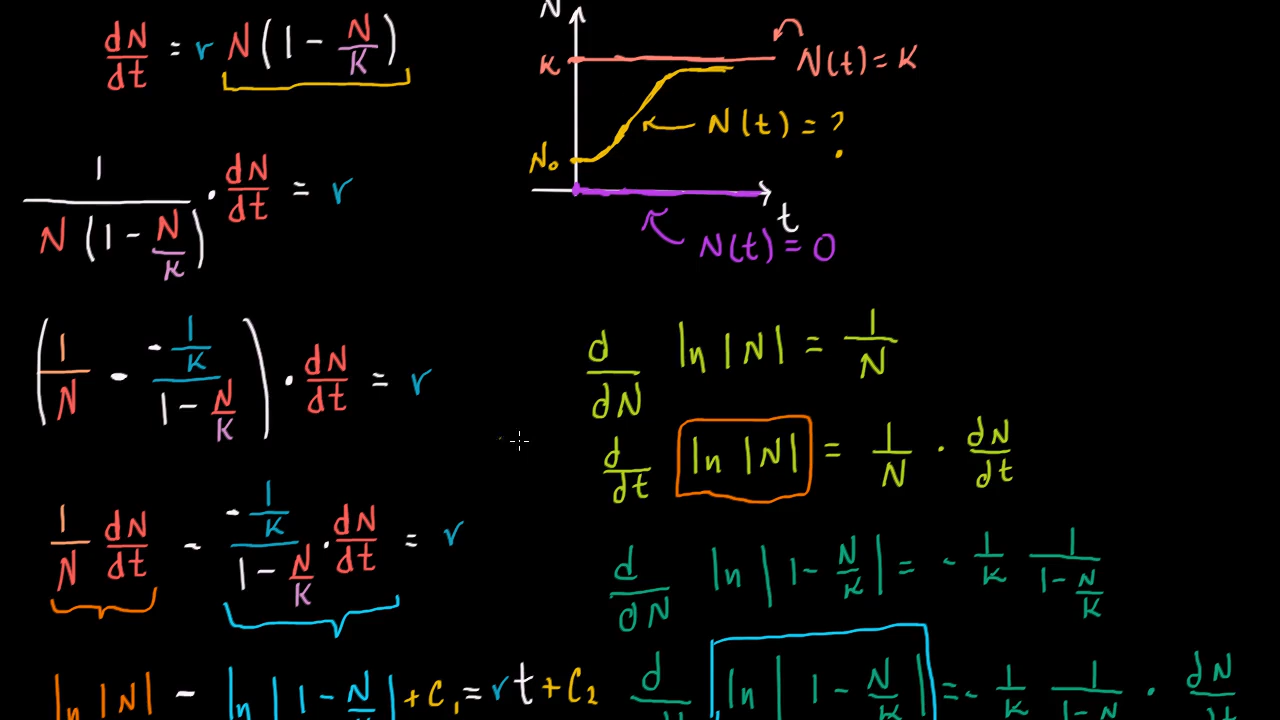 dN/dt = r N(1 - N/K)
1/(N(1 - N/K)) · dN/dt = r
(1/N - (-1/K)/(1 - N/K)) · dN/dt = r
1/N dN/dt - (-1/K)/(1 - N/K) · dN/dt = r
ln |N| - ln |1 - N/K| + C₁ = rt + C₂
N
K
N(t) = K
N(t) = ?
N₀
t
N(t) = 0
d/dN ln |N| = 1/N
d/dt ln |N| = 1/N · dN/dt
d/dN ln |1 - N/K| = - 1/K 1/(1 - N/K)
d/dt ln | 1 - N/K | = - 1/K 1/(1 - N · dN/dt